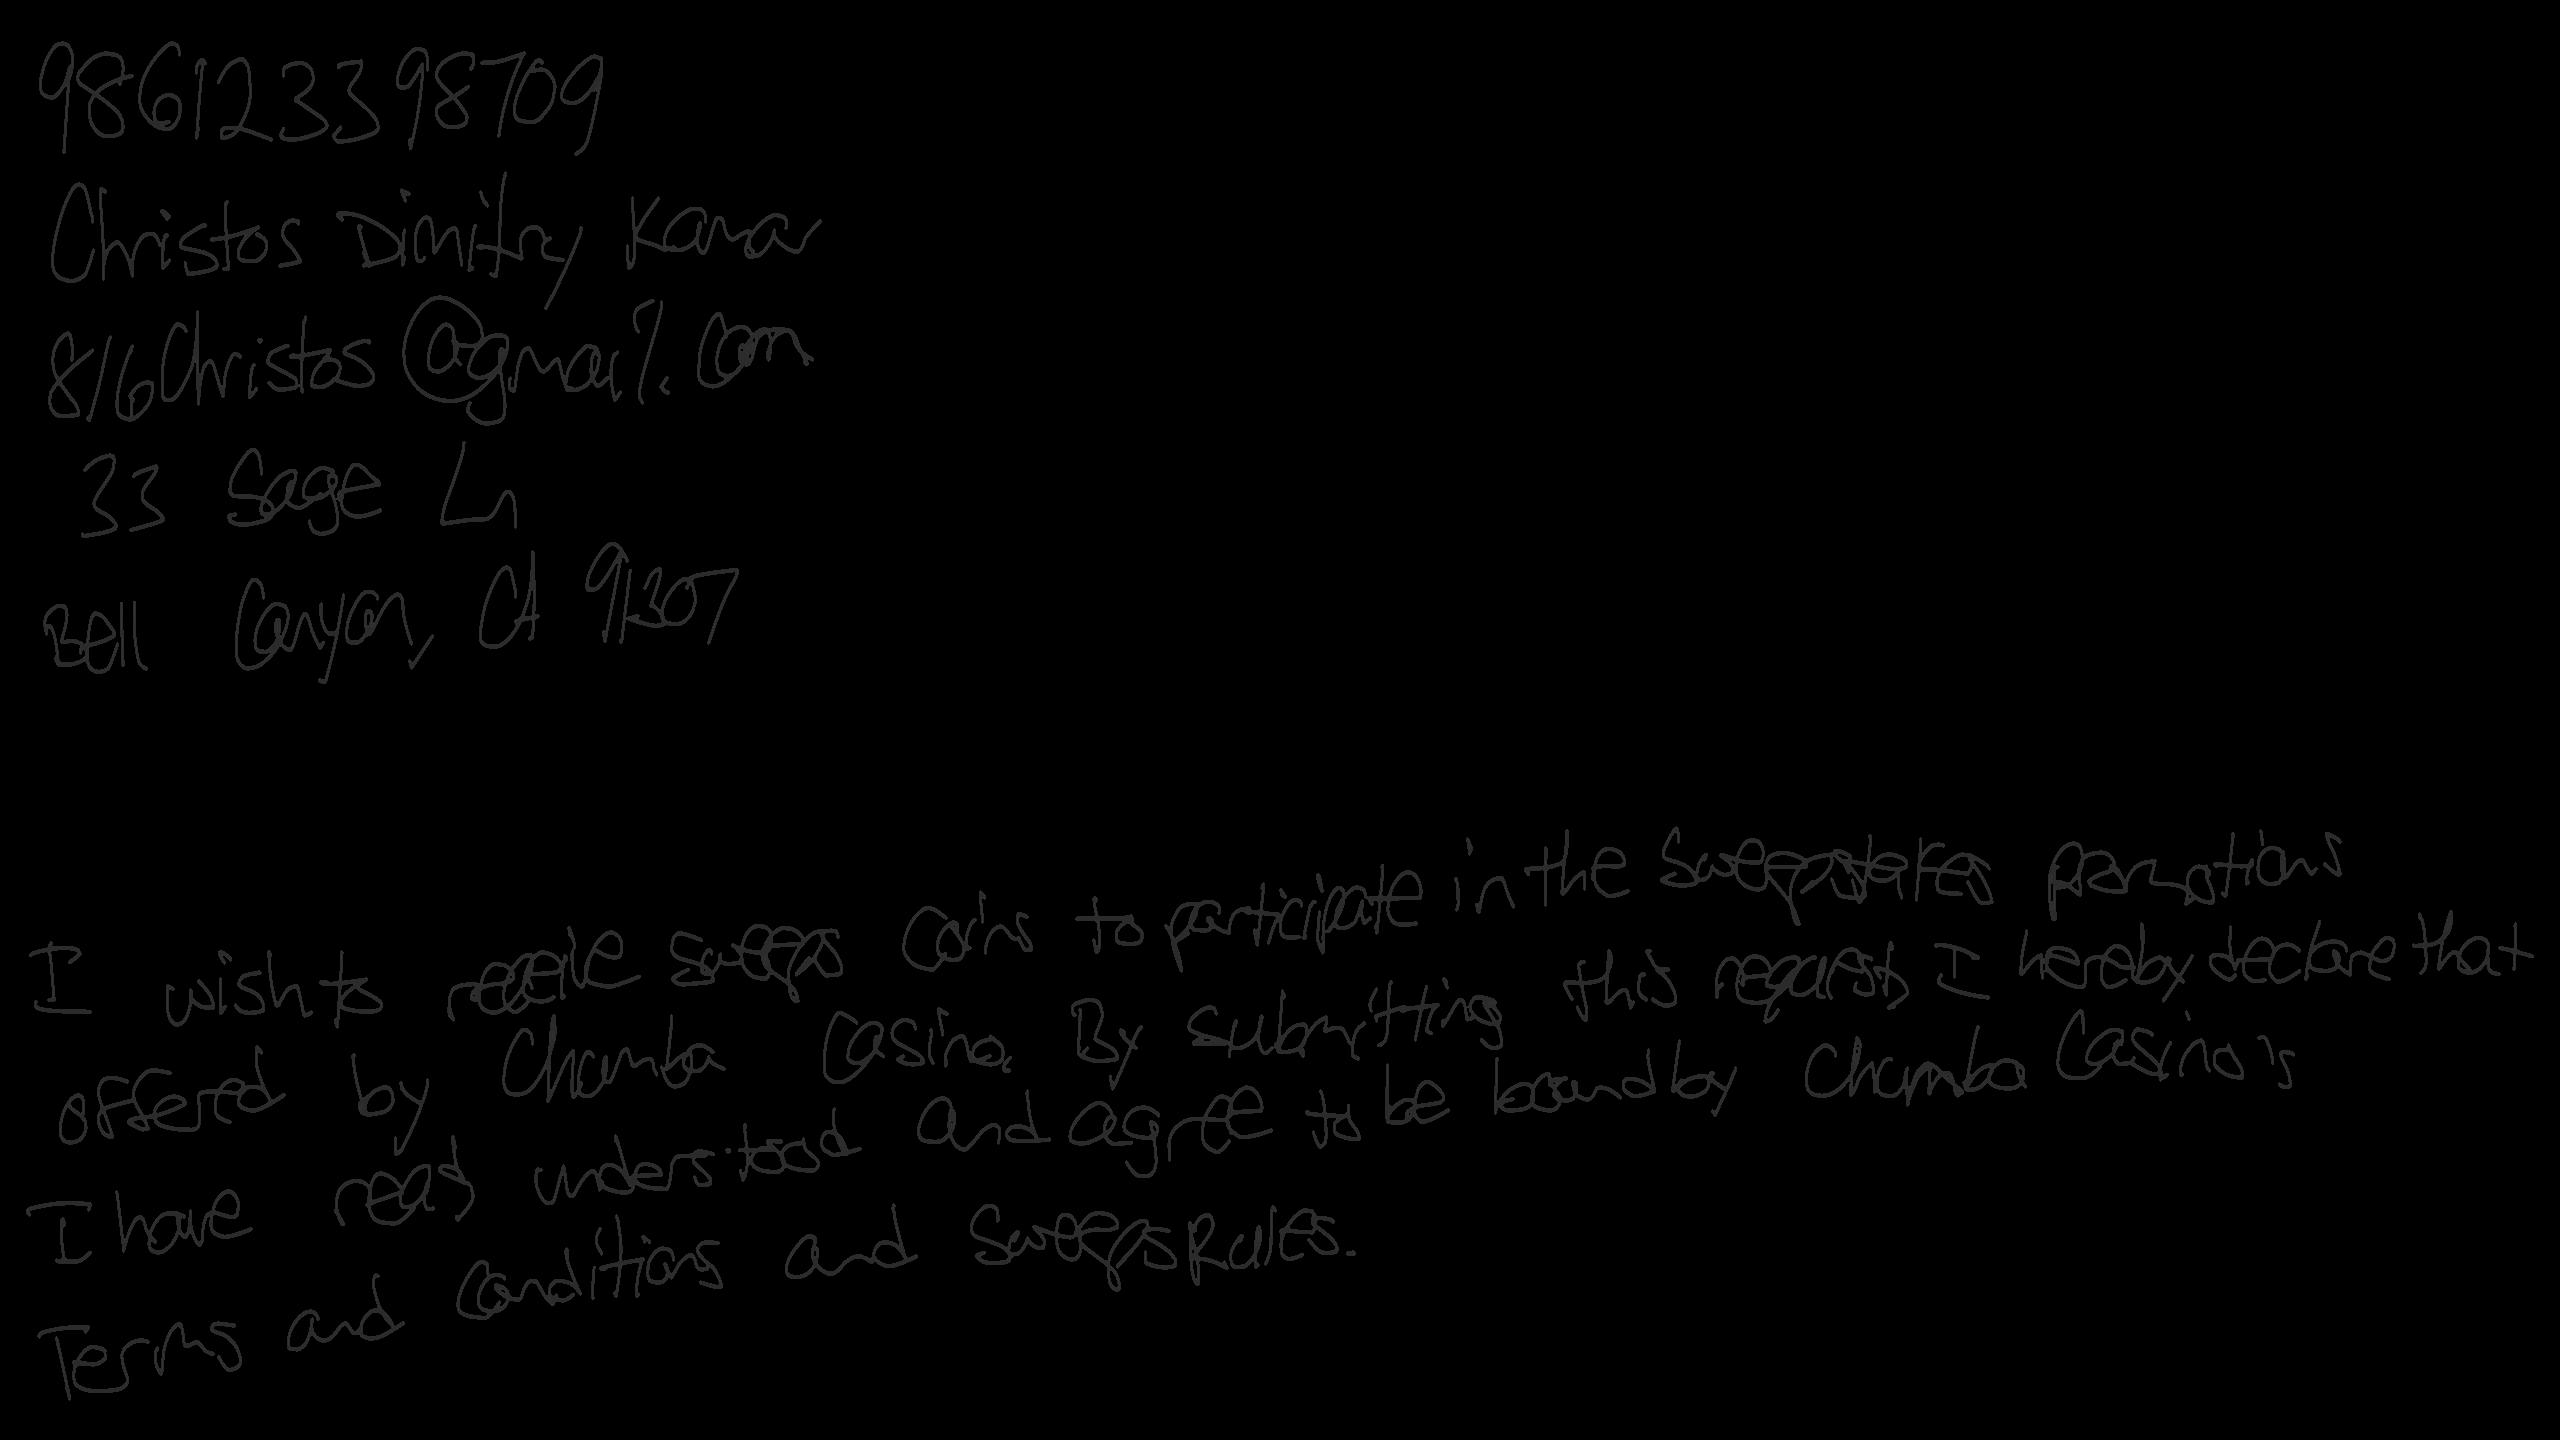 986123398709
Christos Dimitry Kanar
816Christos@gmail.com
33 Sage Ln
Bell Canyon, CA 91307
I wish to receive sweeps coins to participate in the sweepstakes promotions
offered by Chumba Casino. By submitting this request, I hereby declare that
I have read understood and agree to be bound by Chumba Casino's
Terms and conditions and Sweeps Rules.